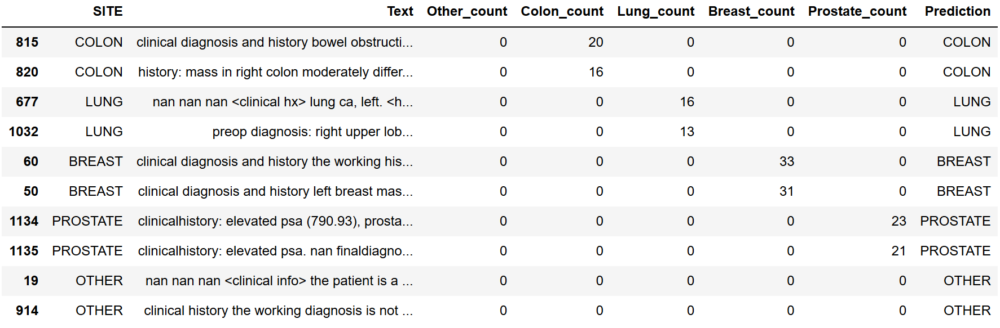 SITE Text Other_count Colon_count Lung_count Breast_count Prostate_count Prediction
815 COLON clinical diagnosis and history bowel obstructi... 0 20 0 0 0 COLON
820 COLON history: mass in right colon moderately differ... 0 16 0 0 0 COLON
677 LUNG nan nan nan <clinical hx> lung ca, left. <h... 0 0 16 0 0 LUNG
1032 LUNG preop diagnosis: right upper lob... 0 0 13 0 0 LUNG
60 BREAST clinical diagnosis and history the working his... 0 0 0 33 0 BREAST
50 BREAST clinical diagnosis and history left breast mas... 0 0 0 31 0 BREAST
1134 PROSTATE clinicalhistory: elevated psa (790.93), prosta... 0 0 0 0 23 PROSTATE
1135 PROSTATE clinicalhistory: elevated psa. nan finaldiagno... 0 0 0 0 21 PROSTATE
19 OTHER nan nan nan <clinical info> the patient is a ... 0 0 0 0 0 OTHER
914 OTHER clinical history the working diagnosis is not ... 0 0 0 0 0 OTHER